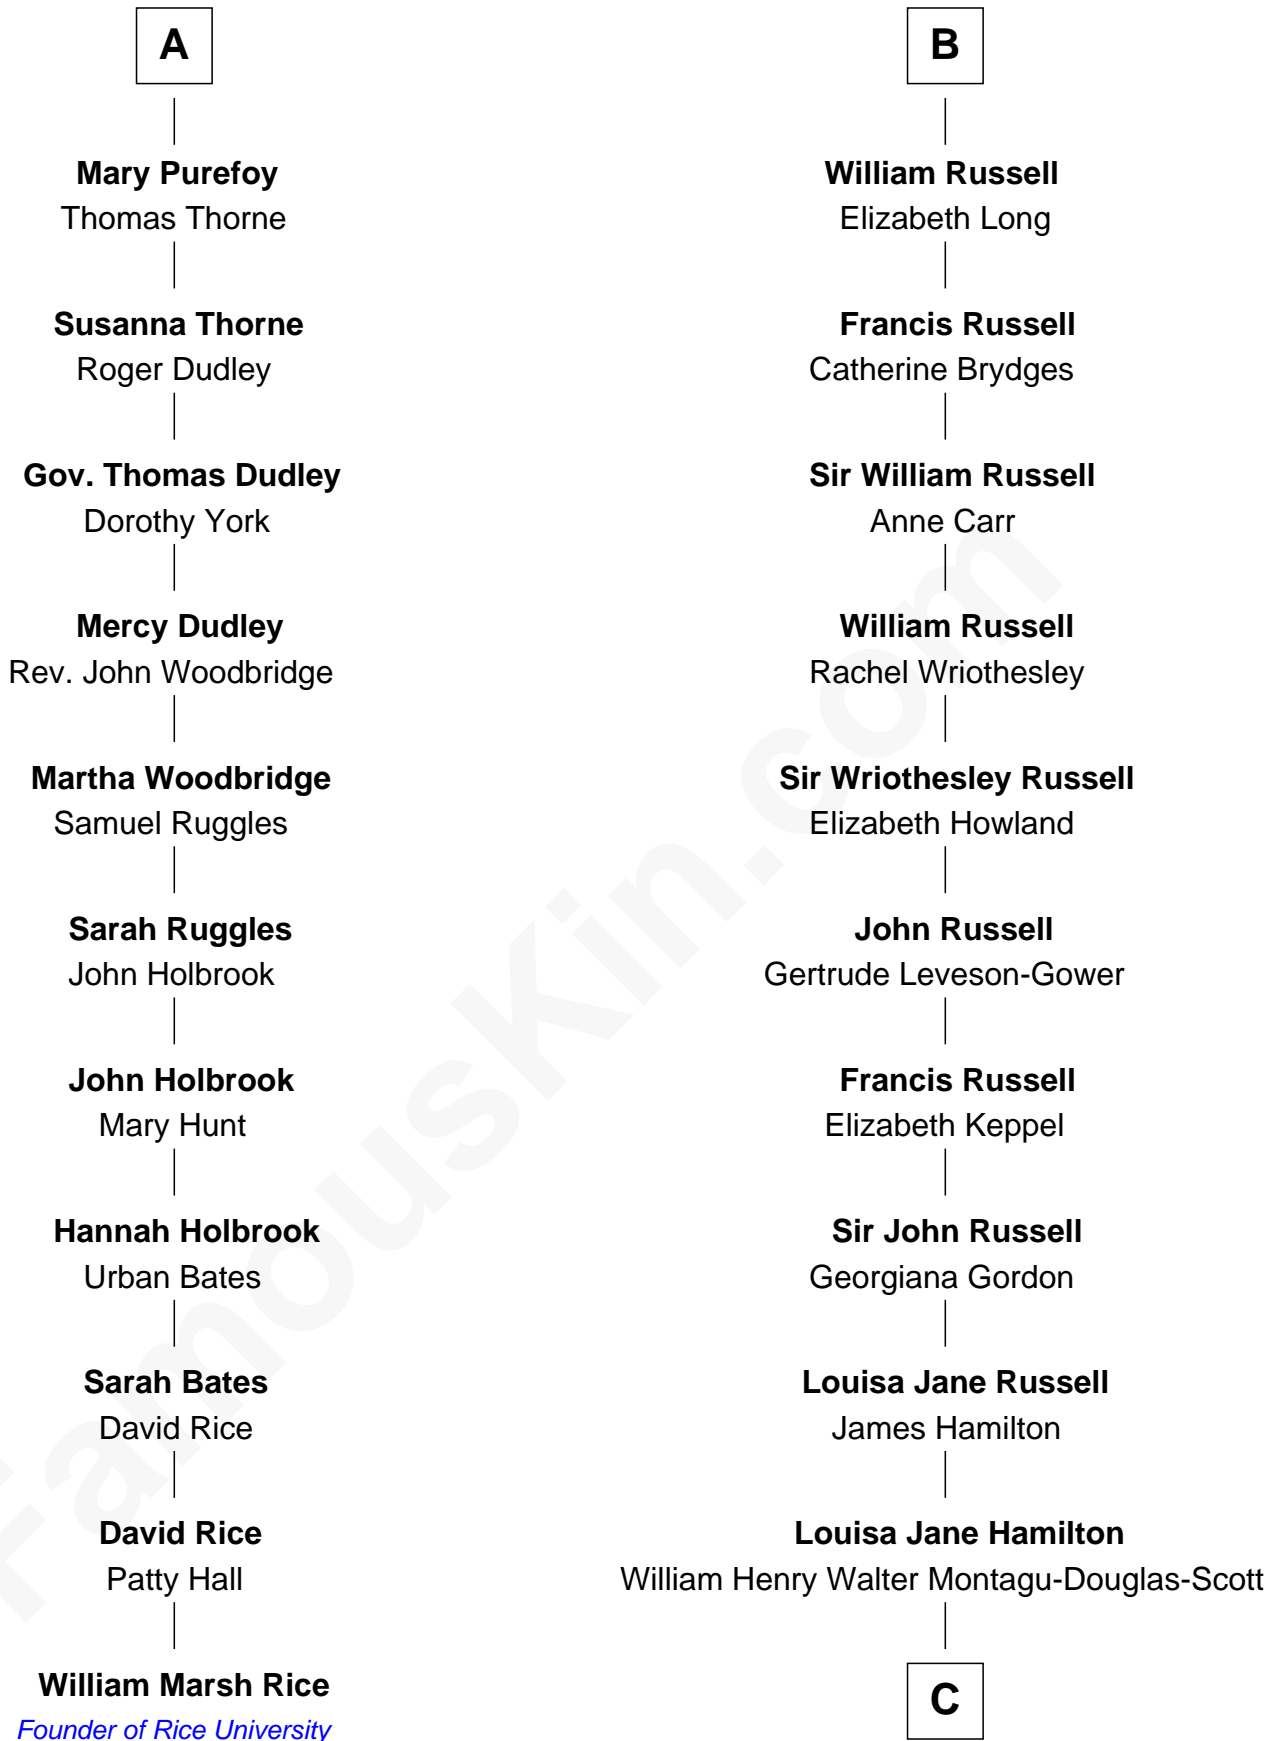 A
Mary Purefoy
Thomas Thorne
Susanna Thorne
Roger Dudley
Gov. Thomas Dudley
Dorothy York
Mercy Dudley
Rev. John Woodbridge
Martha Woodbridge
Samuel Ruggles
Sarah Ruggles
John Holbrook
John Holbrook
Mary Hunt
Hannah Holbrook
Urban Bates
Sarah Bates
David Rice
David Rice
Patty Hall
William Marsh Rice
Founder of Rice University
B
William Russell
Elizabeth Long
Francis Russell
Catherine Brydges
Sir William Russell
Anne Carr
William Russell
Rachel Wriothesley
Sir Wriothesley Russell
Elizabeth Howland
John Russell
Gertrude Leveson-Gower
Francis Russell
Elizabeth Keppel
Sir John Russell
Georgiana Gordon
Louisa Jane Russell
James Hamilton
Louisa Jane Hamilton
William Henry Walter Montagu-Douglas-Scott
C
FamousKin.com